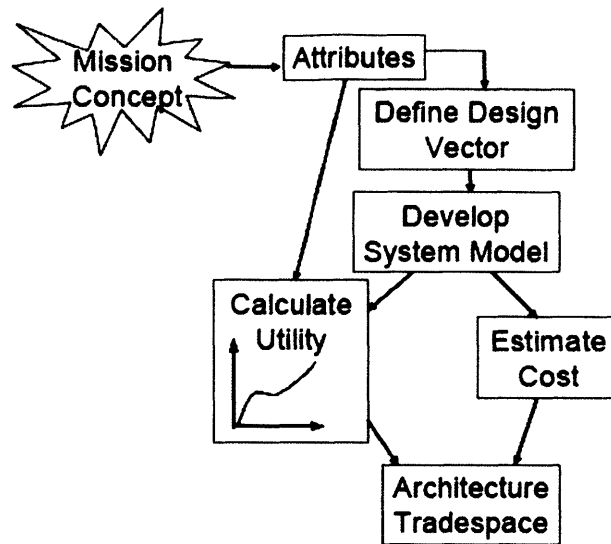 Mission
Concept
Attributes
Define Design
Vector
Develop
System Model
Calculate
Utility
Estimate
Cost
Architecture
Tradespace